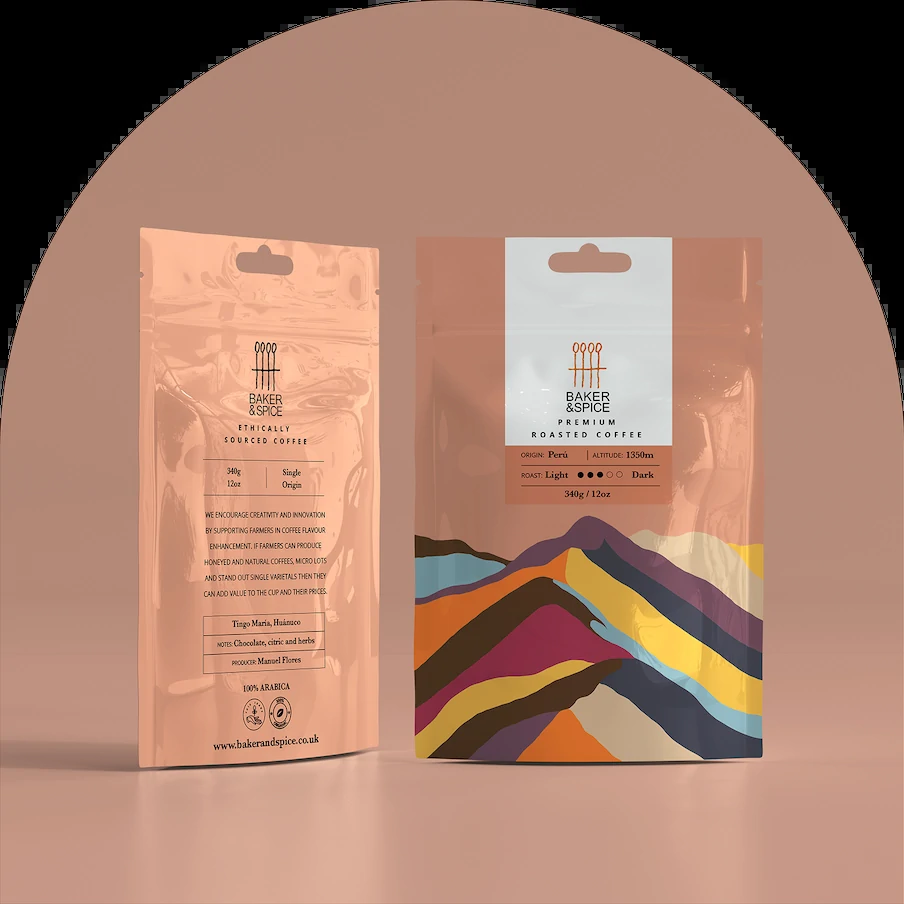 BAKER
&SPICE
ETHICALLY
SOURCED COFFEE
340g
12oz
Single
Origin
WE ENCOURAGE CREATIVITY AND INNOVATION
BY SUPPORTING FARMERS IN COFFEE FLAVOUR
ENHANCEMENT. IF FARMERS CAN PRODUCE
HONEYED AND NATURAL COFFEES, MICRO LOTS
AND STAND OUT SINGLE VARIETALS THEN THEY
CAN ADD VALUE TO THE CUP AND THEIR PRICES.
Tingo María, Huánuco
NOTES: Chocolate, citric and herbs
PRODUCER: Manuel Flores
100% ARABICA
www.bakerandspice.co.uk
BAKER
&SPICE
PREMIUM
ROASTED COFFEE
ORIGIN: Perú ALTITUDE: 1350m
ROAST: Light Dark
340g / 12oz